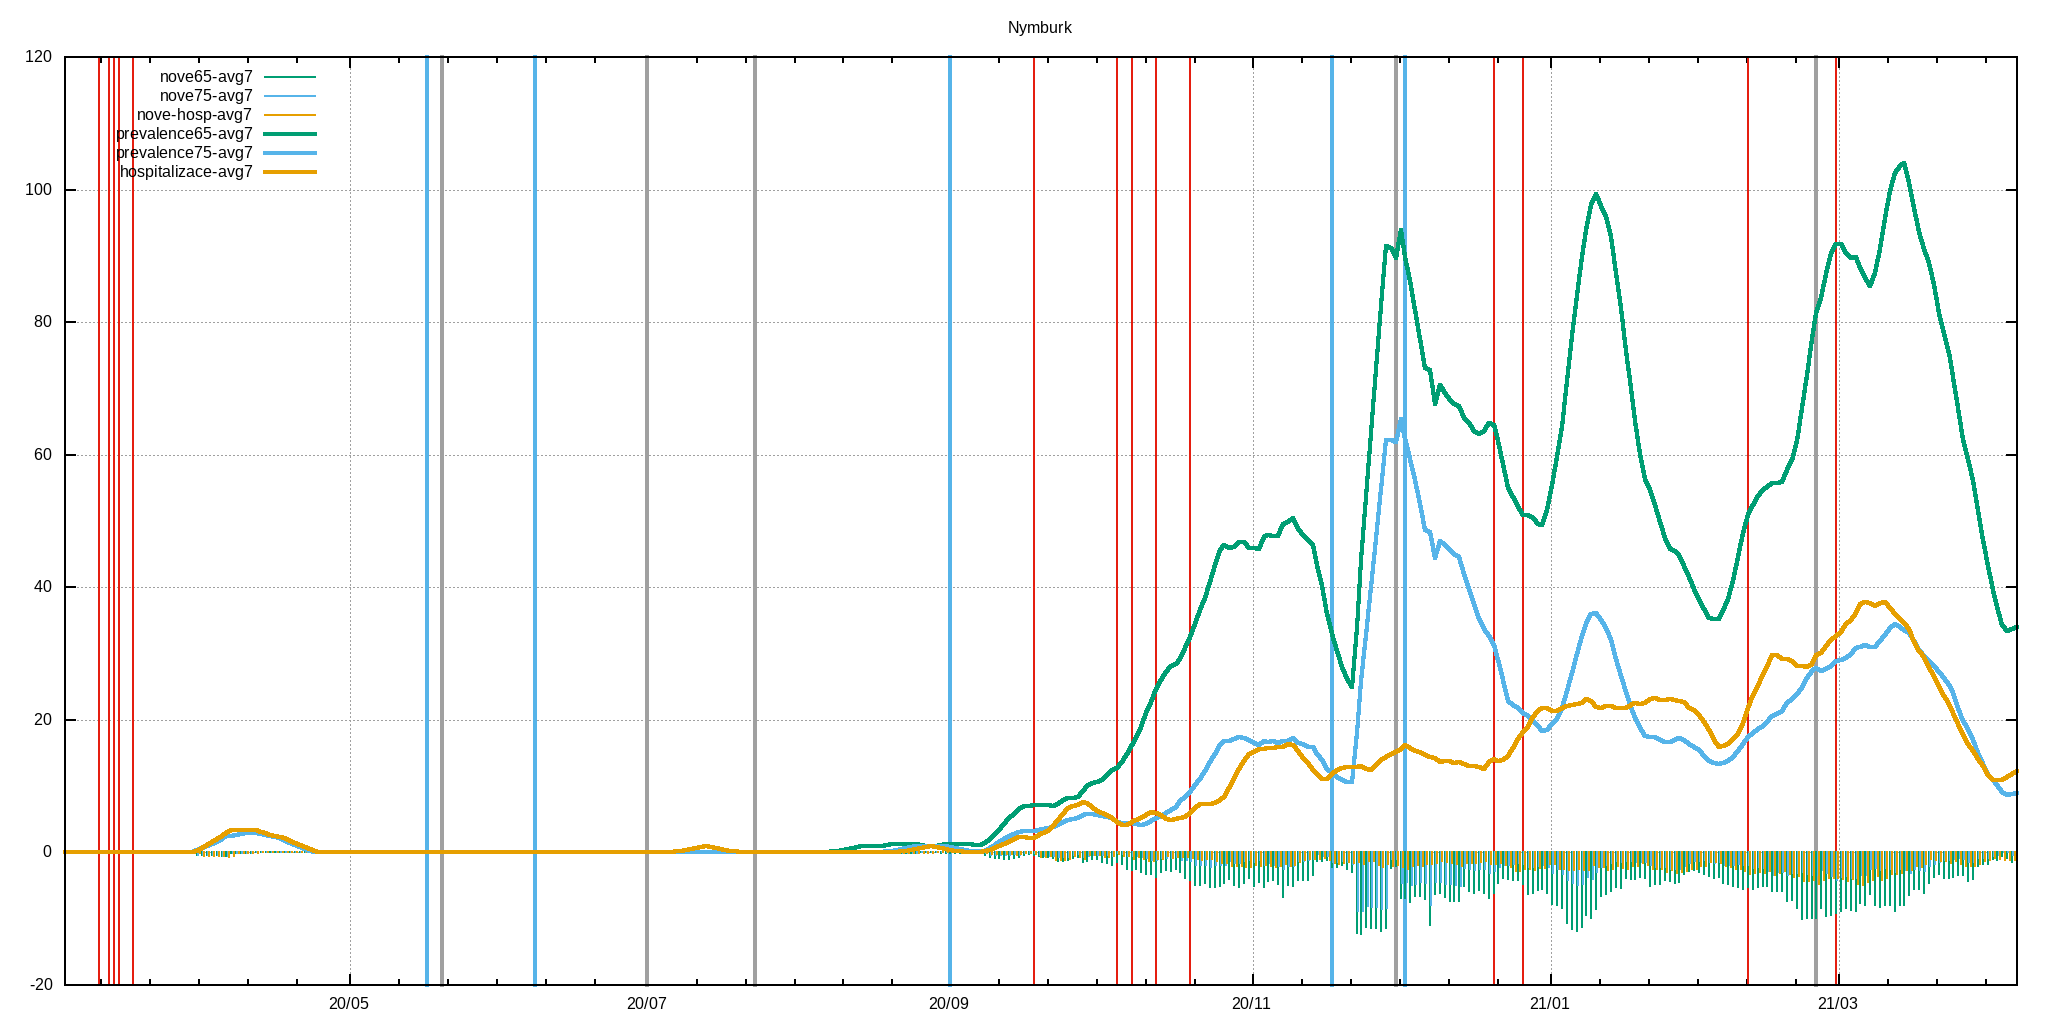 Nymburk
120
100
80
60
40
20
0
-20
nove65-avg7
nove75-avg7
nove-hosp-avg7
prevalence65-avg7
prevalence75-avg7
hospitalizace-avg7
20/05
20/07
20/09
20/11
21/01
21/03